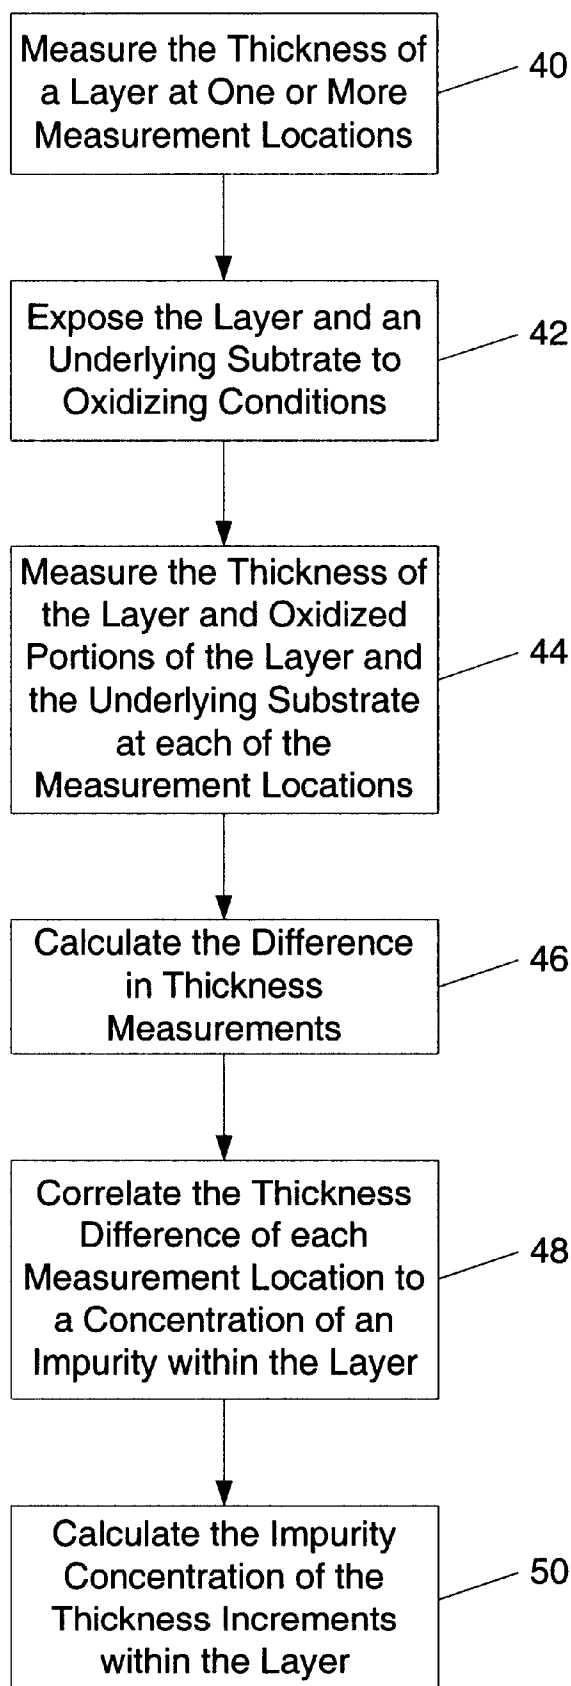 Measure the Thickness of
a Layer at One or More
Measurement Locations
40
Expose the Layer and an
Underlying Subtrate to
Oxidizing Conditions
42
Measure the Thickness of
the Layer and Oxidized
Portions of the Layer and
the Underlying Substrate
at each of the
Measurement Locations
44
Calculate the Difference
in Thickness
Measurements
46
Correlate the Thickness
Difference of each
Measurement Location to
a Concentration of an
Impurity within the Layer
48
Calculate the Impurity
Concentration of the
Thickness Increments
within the Layer
50